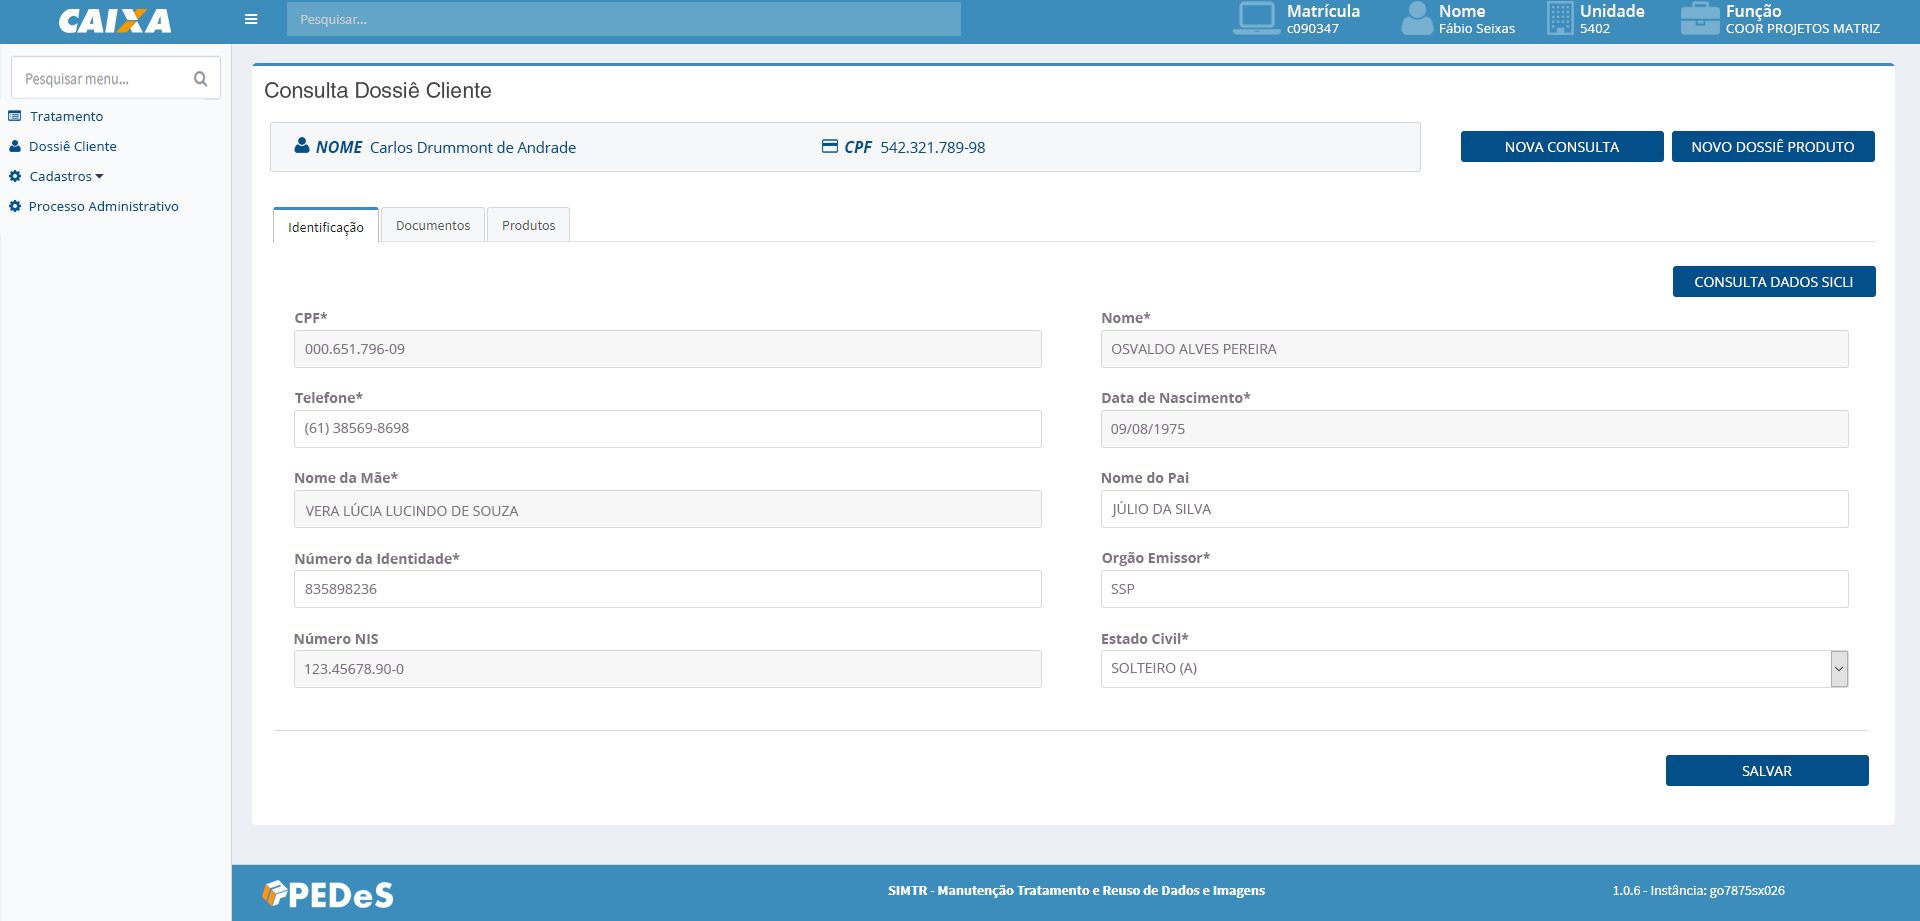 CAIXA
Pesquisar...
Matrícula
c090347
Nome
Fábio Seixas
Unidade
5402
Função
COOR PROJETOS MATRIZ
Pesquisar menu...
Tratamento
Dossiê Cliente
Cadastros
Processo Administrativo
Consulta Dossiê Cliente
NOME Carlos Drummont de Andrade
CPF 542.321.789-98
NOVA CONSULTA
NOVO DOSSIÊ PRODUTO
Identificação
Documentos
Produtos
CONSULTA DADOS SICLI
CPF*
000.651.796-09
Nome*
OSVALDO ALVES PEREIRA
Telefone*
(61) 38569-8698
Data de Nascimento*
09/08/1975
Nome da Mãe*
VERA LÚCIA LUCINDO DE SOUZA
Nome do Pai
JÚLIO DA SILVA
Número da Identidade*
835898236
Orgão Emissor*
SSP
Número NIS
123.45678.90-0
Estado Civil*
SOLTEIRO (A)
SALVAR
PEDeS
SIMTR - Manutenção Tratamento e Reuso de Dados e Imagens
1.0.6 - Instância: go7875sx026